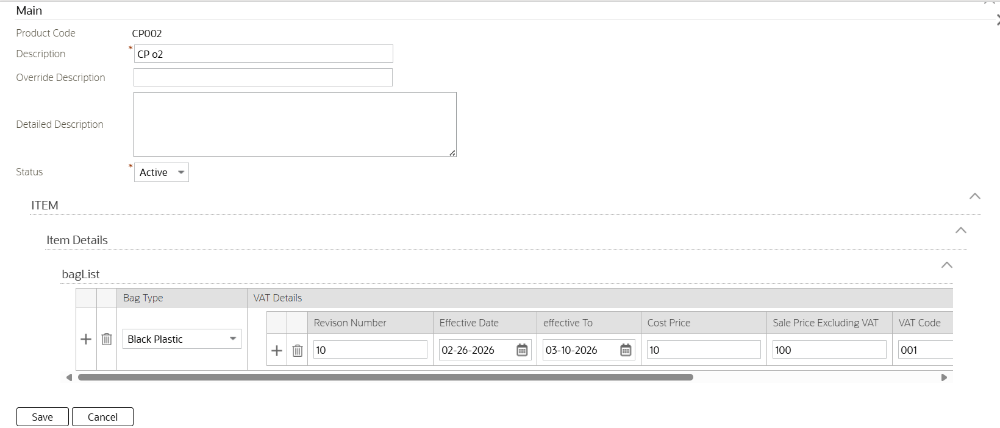 Main
Product Code CP002
Description * CP o2
Override Description
Detailed Description
Status * Active
ITEM
Item Details
bagList
Bag Type VAT Details
Revison Number Effective Date effective To Cost Price Sale Price Excluding VAT VAT Code
Black Plastic 10 02-26-2026 03-10-2026 10 100 001
Save Cancel